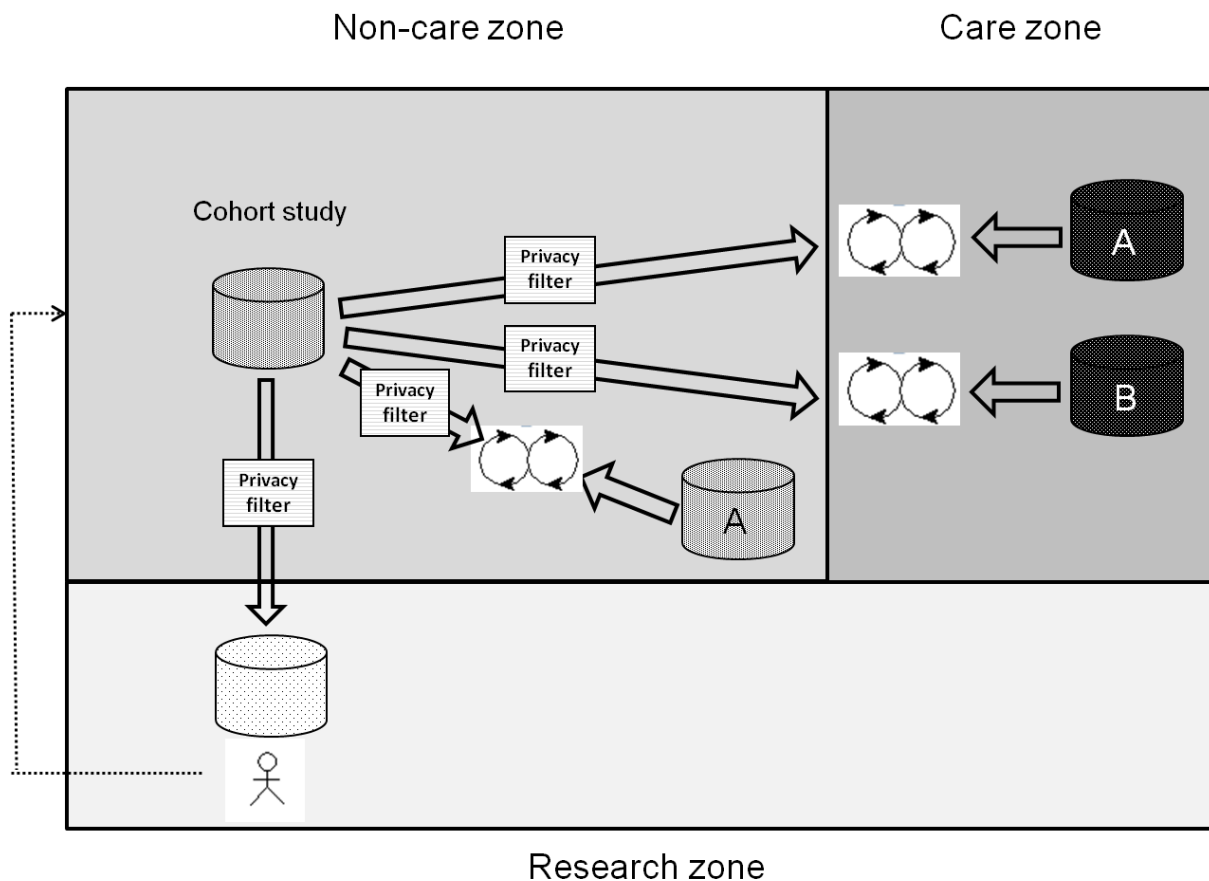 Non-care zone
Care zone
Cohort study
Privacy
filter
A
Privacy
filter
B
Privacy
filter
A
Privacy
filter
Research zone